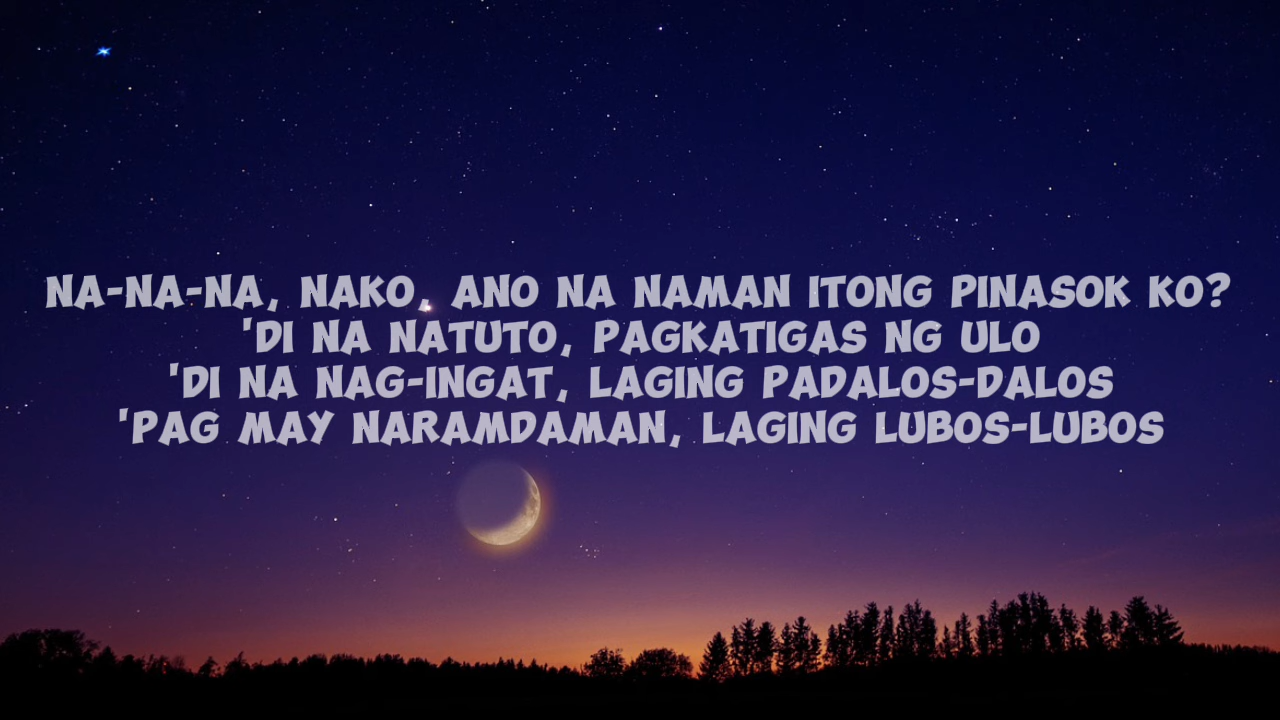 NA-NA-NA, NAKO, ANO NA NAMAN ITONG PINASOK KO?
'DI NA NATUTO, PAGKATIGAS NG ULO
'DI NA NAG-INGAT, LAGING PADALOS-DALOS
'PAG MAY NARAMDAMAN, LAGING LUBOS-LUBOS